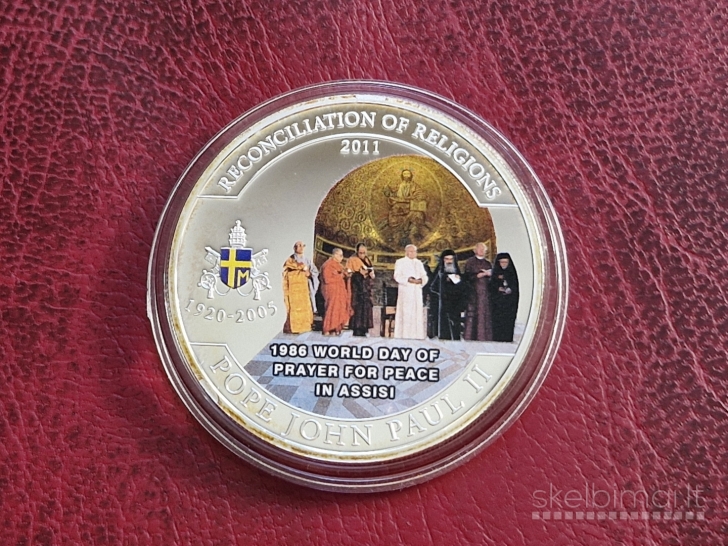 RECONCILIATION OF RELIGIONS
2011
M
1920-2005
1986 WORLD DAY OF
PRAYER FOR PEACE
IN ASSISI
POPE JOHN PAUL II
skelbimai.lt